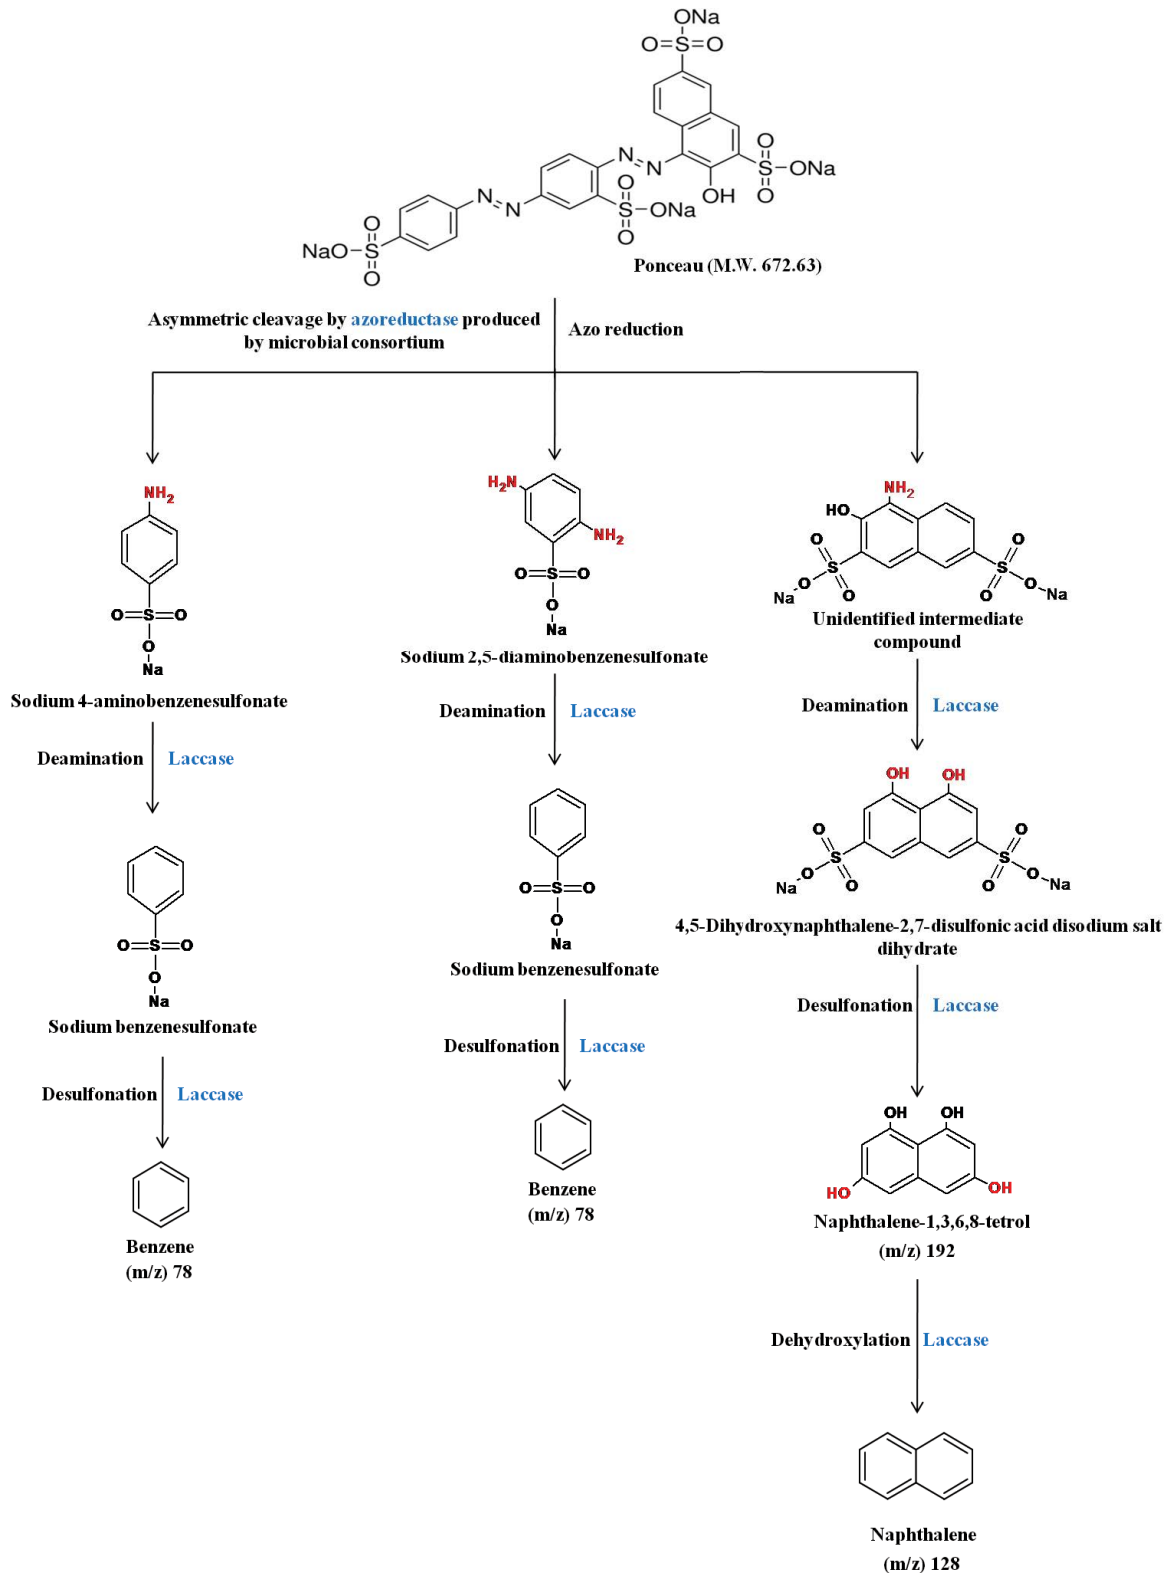 ONa
O=S=O
N
N
O
S
O
ONa
OH
N
N
O
S
O
ONa
O
NaO
S
O
Ponceau (M.W. 672.63)
Asymmetric cleavage by azoreductase produced
by microbial consortium
Azo reduction
NH2
O=S=O
O
Na
Sodium 4-aminobenzenesulfonate
H2N
NH2
O=S=O
O
Na
Sodium 2,5-diaminobenzenesulfonate
NH2
HO
O
S
O
O
Na
O
S
O
O
Na
Unidentified intermediate
compound
Deamination
Laccase
Deamination
Laccase
Deamination
Laccase
O=S=O
O
Na
Sodium benzenesulfonate
O=S=O
O
Na
Sodium benzenesulfonate
OH
OH
O
S
O
O
Na
O
S
O
O
Na
4,5-Dihydroxynaphthalene-2,7-disulfonic acid disodium salt
dihydrate
Desulfonation
Laccase
Desulfonation
Laccase
Desulfonation
Laccase
Benzene
(m/z) 78
Benzene
(m/z) 78
OH
OH
HO
OH
Naphthalene-1,3,6,8-tetrol
(m/z) 192
Dehydroxylation
Laccase
Naphthalene
(m/z) 128